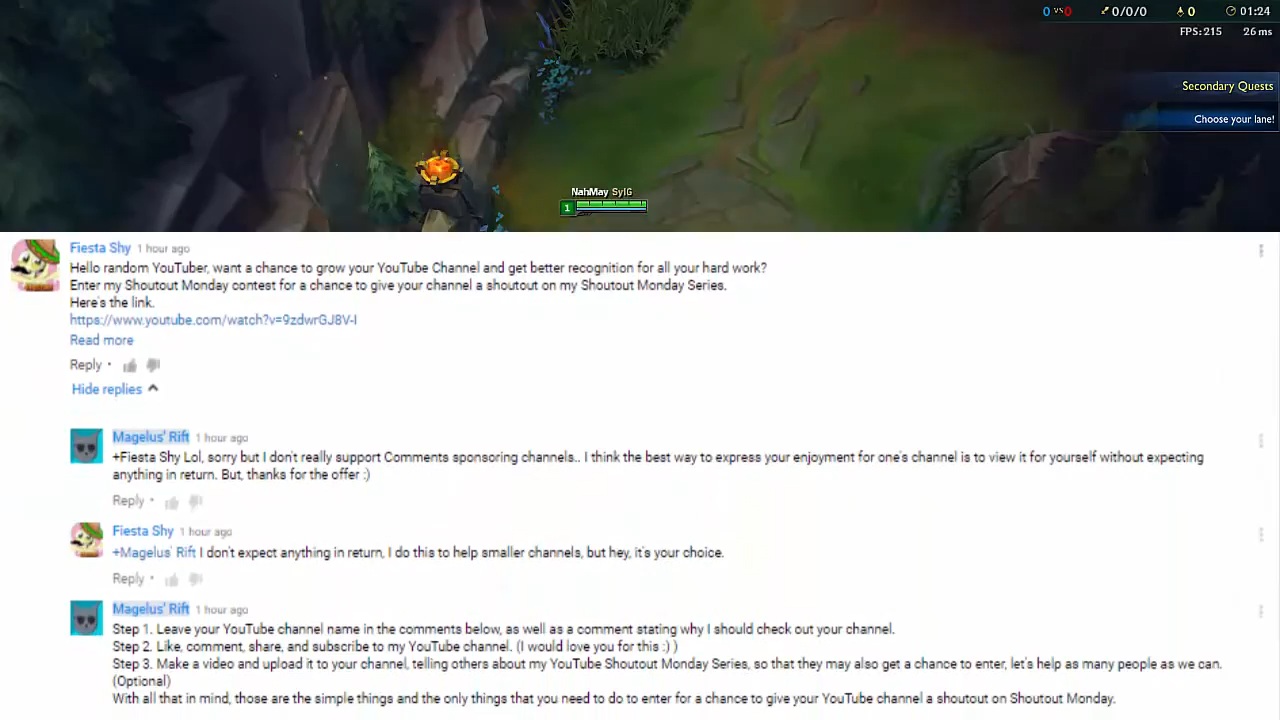 0 vs 0 0/0/0 0 01:24
FPS: 215 26 ms
Secondary Quests
Choose your lane!
NahMay SylG
1
Fiesta Shy 1 hour ago
Hello random YouTuber, want a chance to grow your YouTube Channel and get better recognition for all your hard work?
Enter my Shoutout Monday contest for a chance to give your channel a shoutout on my Shoutout Monday Series.
Here's the link.
https://www.youtube.com/watch?v=9zdwrGJ8V-I
Read more
Reply •
Hide replies
Magelus' Rift 1 hour ago
+Fiesta Shy Lol, sorry but I don't really support Comments sponsoring channels.. I think the best way to express your enjoyment for one's channel is to view it for yourself without expecting
anything in return. But, thanks for the offer :)
Reply •
Fiesta Shy 1 hour ago
+Magelus' Rift I don't expect anything in return, I do this to help smaller channels, but hey, it's your choice.
Reply •
Magelus' Rift 1 hour ago
Step 1. Leave your YouTube channel name in the comments below, as well as a comment stating why I should check out your channel.
Step 2. Like, comment, share, and subscribe to my YouTube channel. (I would love you for this :) )
Step 3. Make a video and upload it to your channel, telling others about my YouTube Shoutout Monday Series, so that they may also get a chance to enter, let's help as many people as we can.
(Optional)
With all that in mind, those are the simple things and the only things that you need to do to enter for a chance to give your YouTube channel a shoutout on Shoutout Monday.